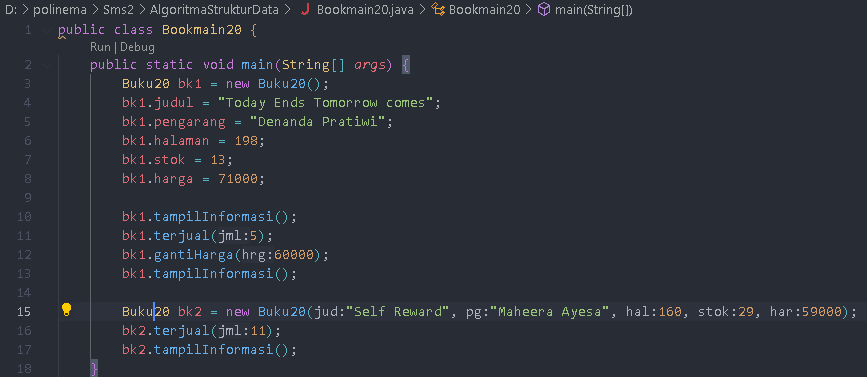 D: > polinema > Sms2 > AlgoritmaStrukturData > J Bookmain20.java > Bookmain20 > main(String[])
1 public class Bookmain20 {
Run | Debug
2 public static void main(String[] args) {
3 Buku20 bk1 = new Buku20();
4 bk1.judul = "Today Ends Tomorrow comes";
5 bk1.pengarang = "Denanda Pratiwi";
6 bk1.halaman = 198;
7 bk1.stok = 13;
8 bk1.harga = 71000;
9
10 bk1.tampilInformasi();
11 bk1.terjual(jml:5);
12 bk1.gantiHarga(hrg:60000);
13 bk1.tampilInformasi();
14
15 Buku20 bk2 = new Buku20(jud:"Self Reward", pg:"Maheera Ayesa", hal:160, stok:29, har:59000);
16 bk2.terjual(jml:11);
17 bk2.tampilInformasi();
18 }